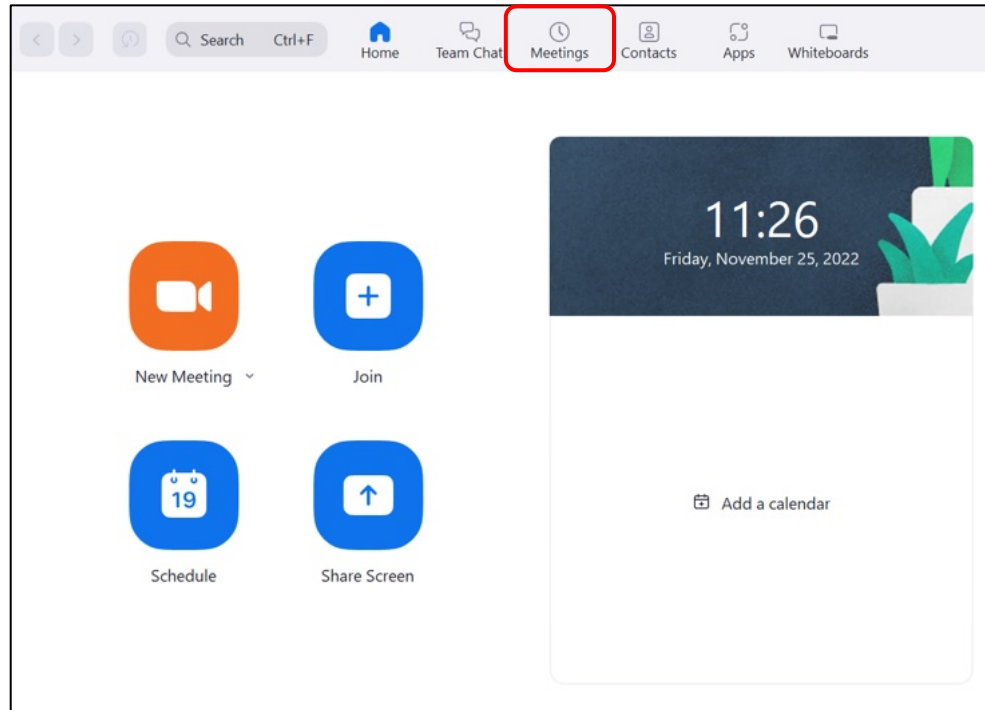 Search Ctrl+F
Home
Team Chat
Meetings
Contacts
Apps
Whiteboards
11:26
Friday, November 25, 2022
New Meeting
Join
19
Schedule
Share Screen
Add a calendar